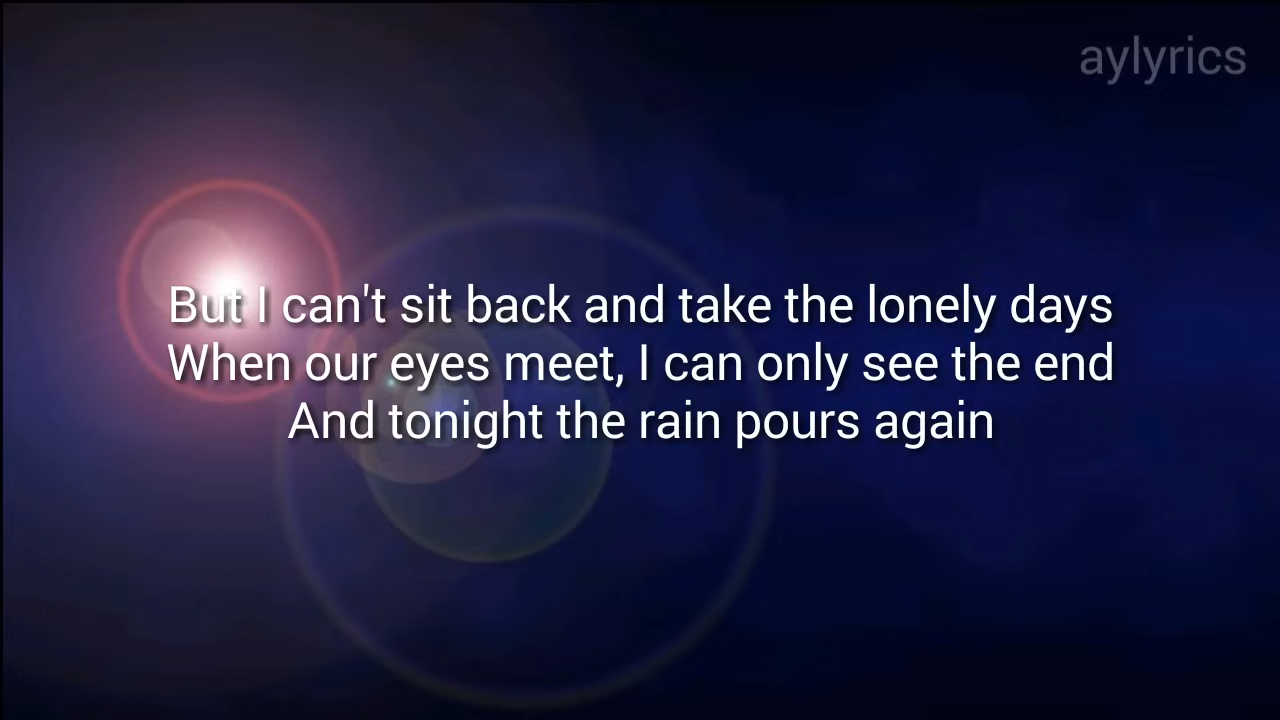 aylyrics
But I can't sit back and take the lonely days
When our eyes meet, I can only see the end
And tonight the rain pours again